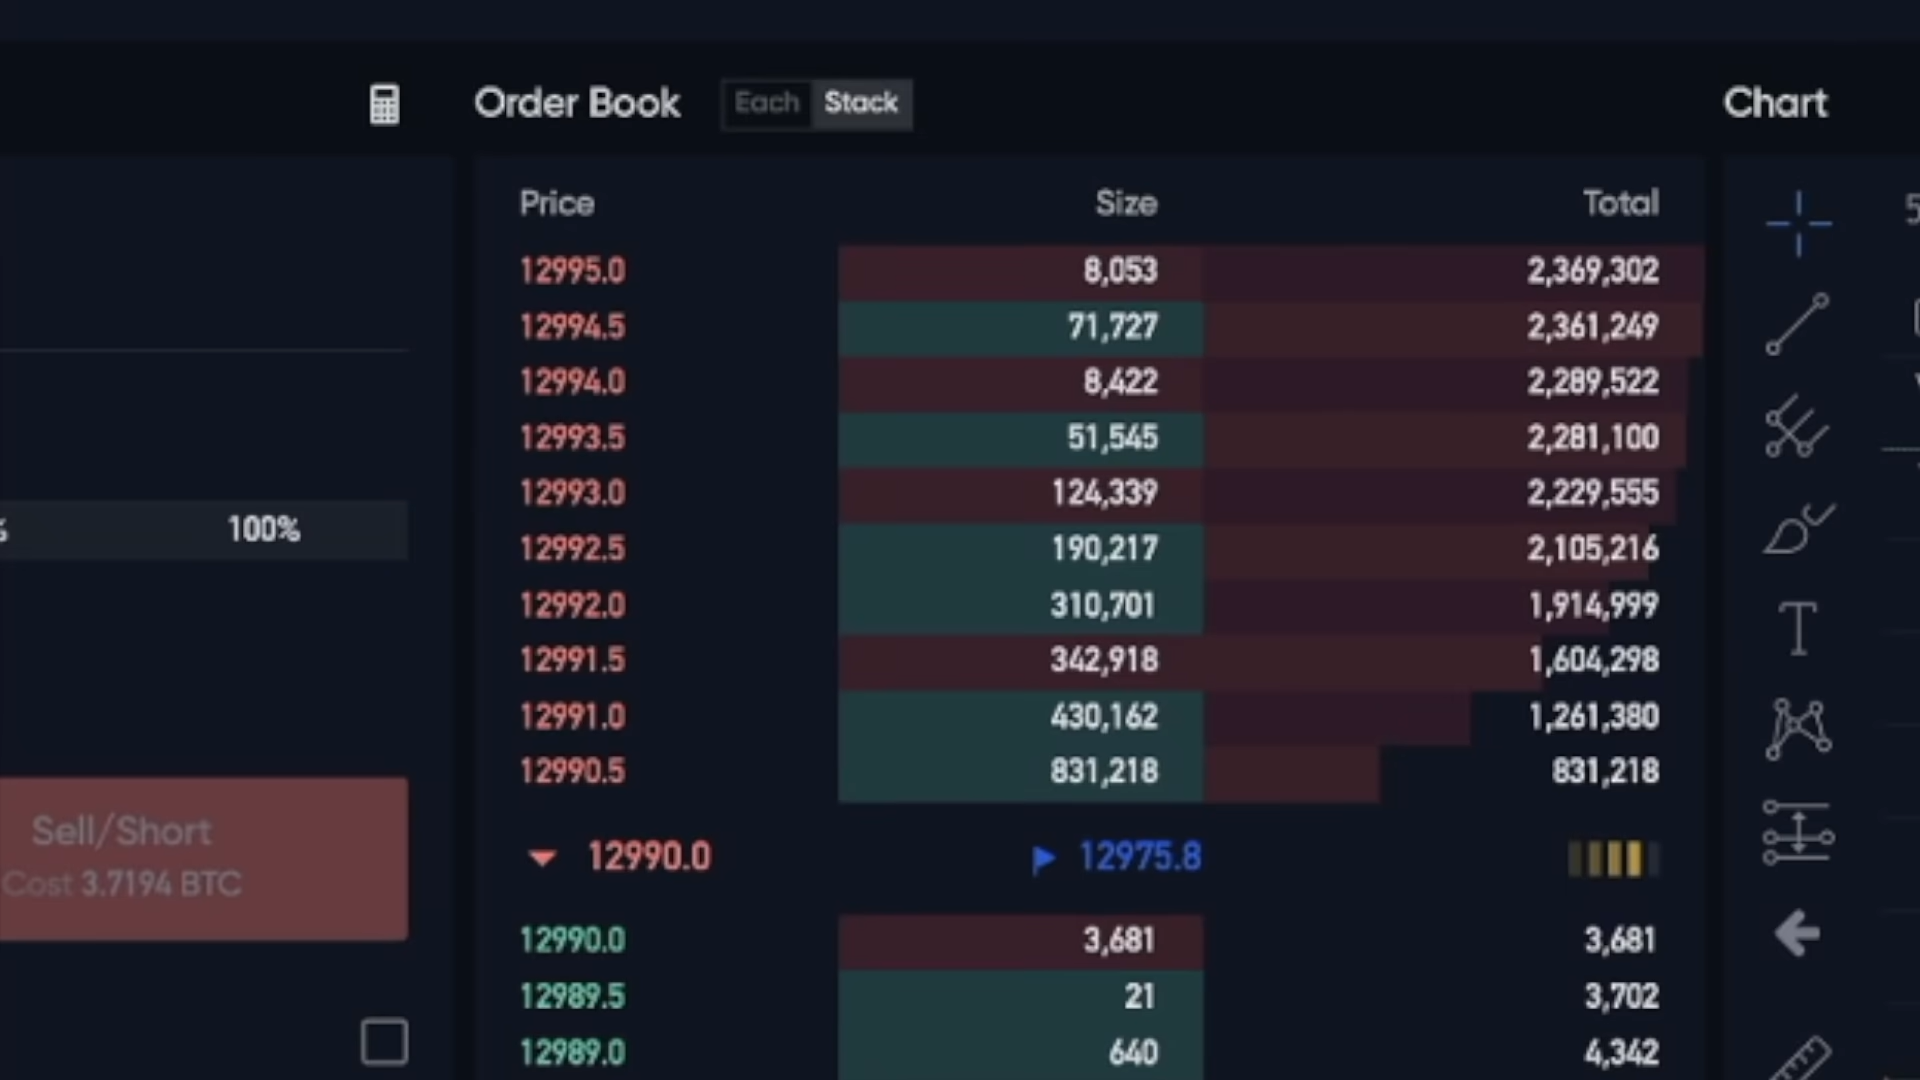 Order Book Each Stack Chart
Price Size Total
12995.0 8,053 2,369,302
12994.5 71,727 2,361,249
12994.0 8,422 2,289,522
12993.5 51,545 2,281,100
12993.0 124,339 2,229,555
100%
12992.5 190,217 2,105,216
12992.0 310,701 1,914,999
12991.5 342,918 1,604,298
12991.0 430,162 1,261,380
12990.5 831,218 831,218
Sell/Short
Cost 3.7194 BTC
12990.0 12975.8
12990.0 3,681 3,681
12989.5 21 3,702
12989.0 640 4,342